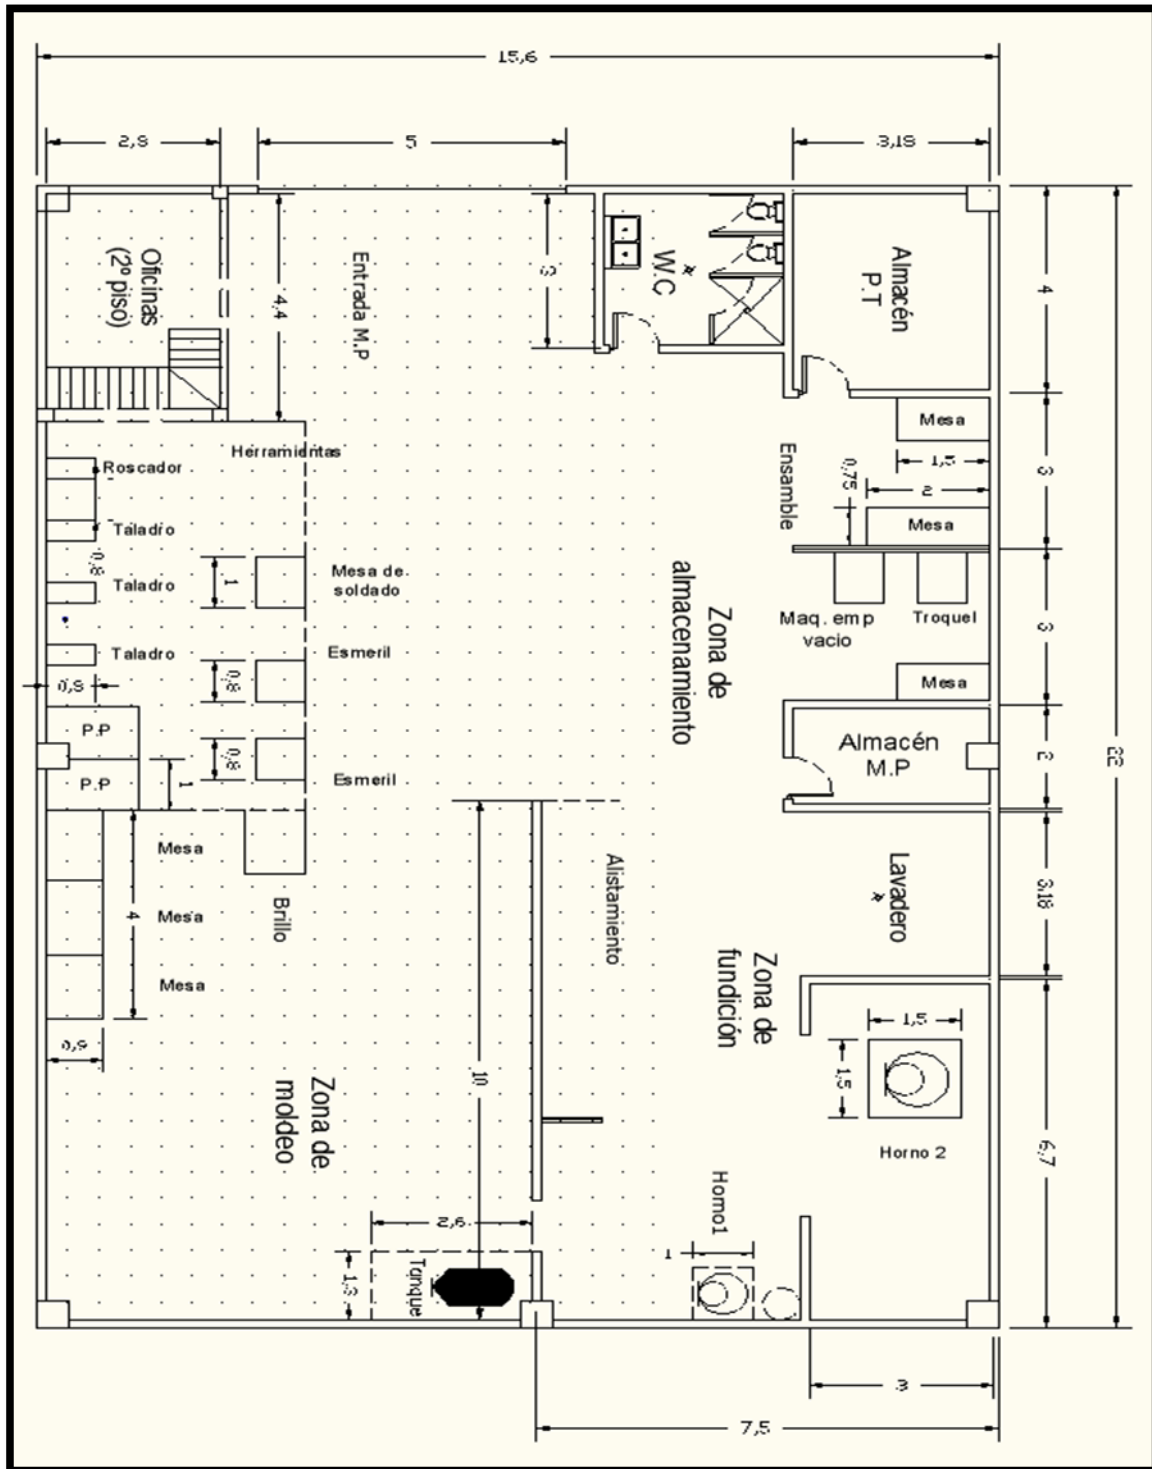 15,6
2,8
5
3,18
Oficinas
(2º piso)
4,4
Entrada M.P
3
W.C
Almacén
P.T
4
22
Herramientas
Roscador
Taladro
0,8
Taladro
Taladro
0,8
1
Mesa de
soldado
Esmeril
0,8
Esmeril
0,8
P.P
P.P
1
Mesa
1,5
2
0,75
Mesa
Ensamble
3
Zona de
almacenamiento
Maq. emp
vacio
Troquel
Mesa
3
Almacén
M.P
2
Mesa
Mesa
Mesa
4
0,9
Brillo
Alistamiento
Lavadero
3,18
Zona de
fundición
10
Zona de
moldeo
1,5
1,5
Horno 2
6,7
Horno1
1
2,6
1,3
Tanque
3
7,5